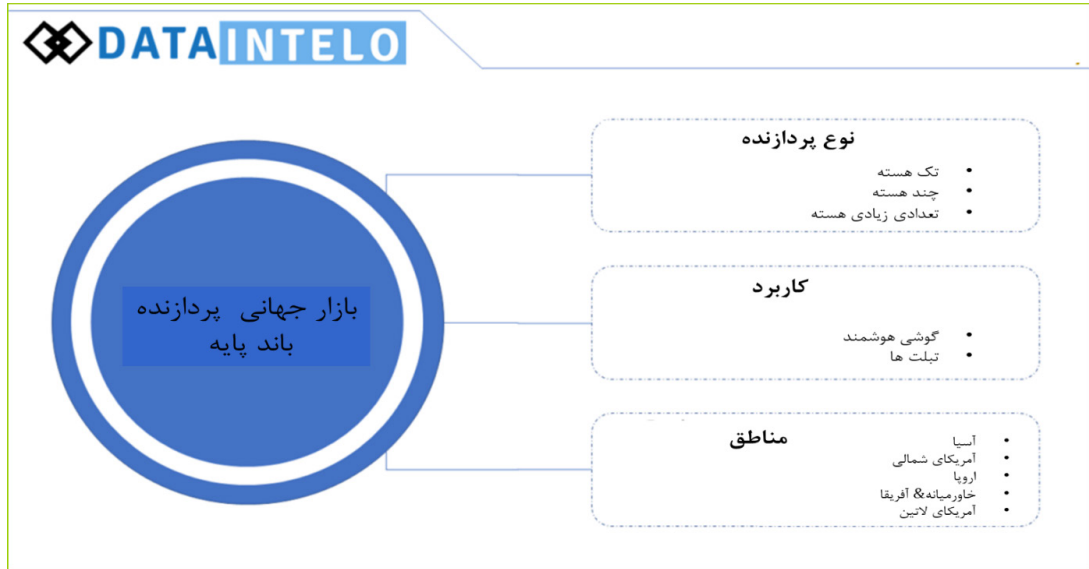 DATAINTELO
بازار جهانی پردازنده
باند پایه
نوع پردازنده
• تک هسته
• چند هسته
• تعدادی زیادی هسته
کاربرد
• گوشی هوشمند
• تبلت ها
مناطق
• آسیا
• آمریکای شمالی
• اروپا
• خاورمیانه& آفریقا
• آمریکای لاتین